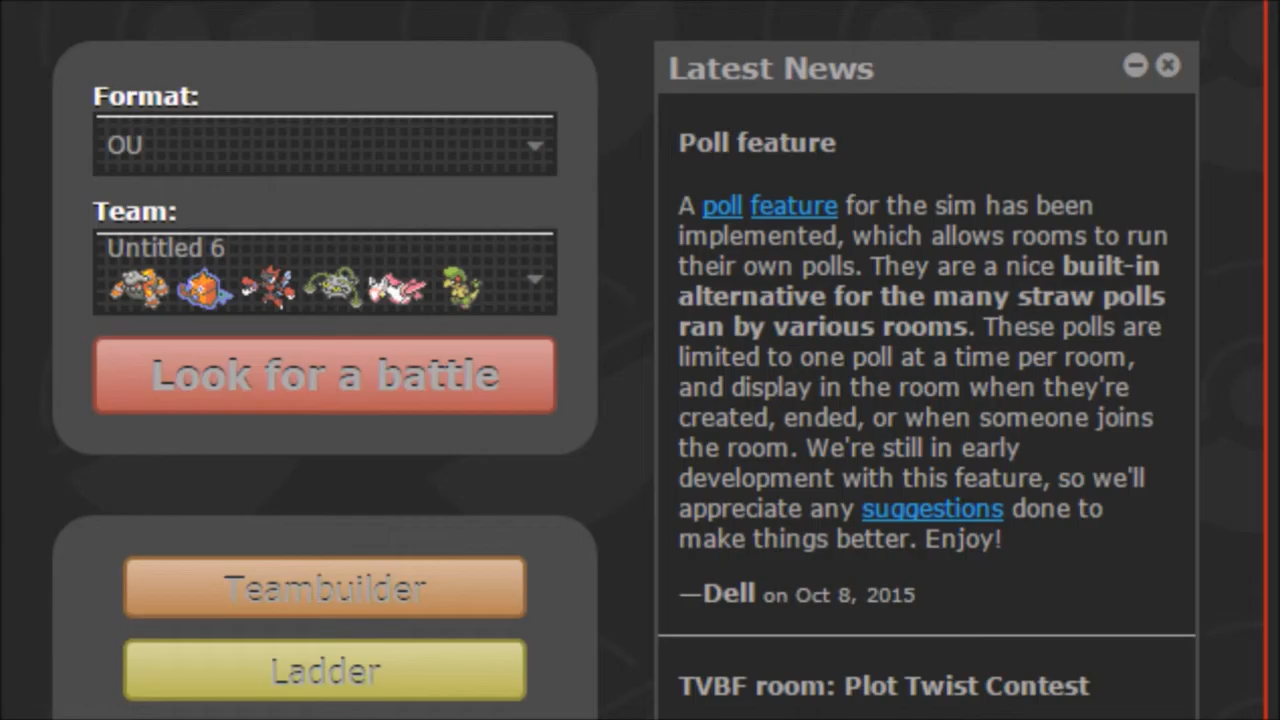 Format:
OU
Team:
Untitled 6
Look for a battle
Teambuilder
Ladder
Latest News
Poll feature
A poll feature for the sim has been
implemented, which allows rooms to run
their own polls. They are a nice built-in
alternative for the many straw polls
ran by various rooms. These polls are
limited to one poll at a time per room,
and display in the room when they're
created, ended, or when someone joins
the room. We're still in early
development with this feature, so we'll
appreciate any suggestions done to
make things better. Enjoy!
—Dell on Oct 8, 2015
TVBF room: Plot Twist Contest